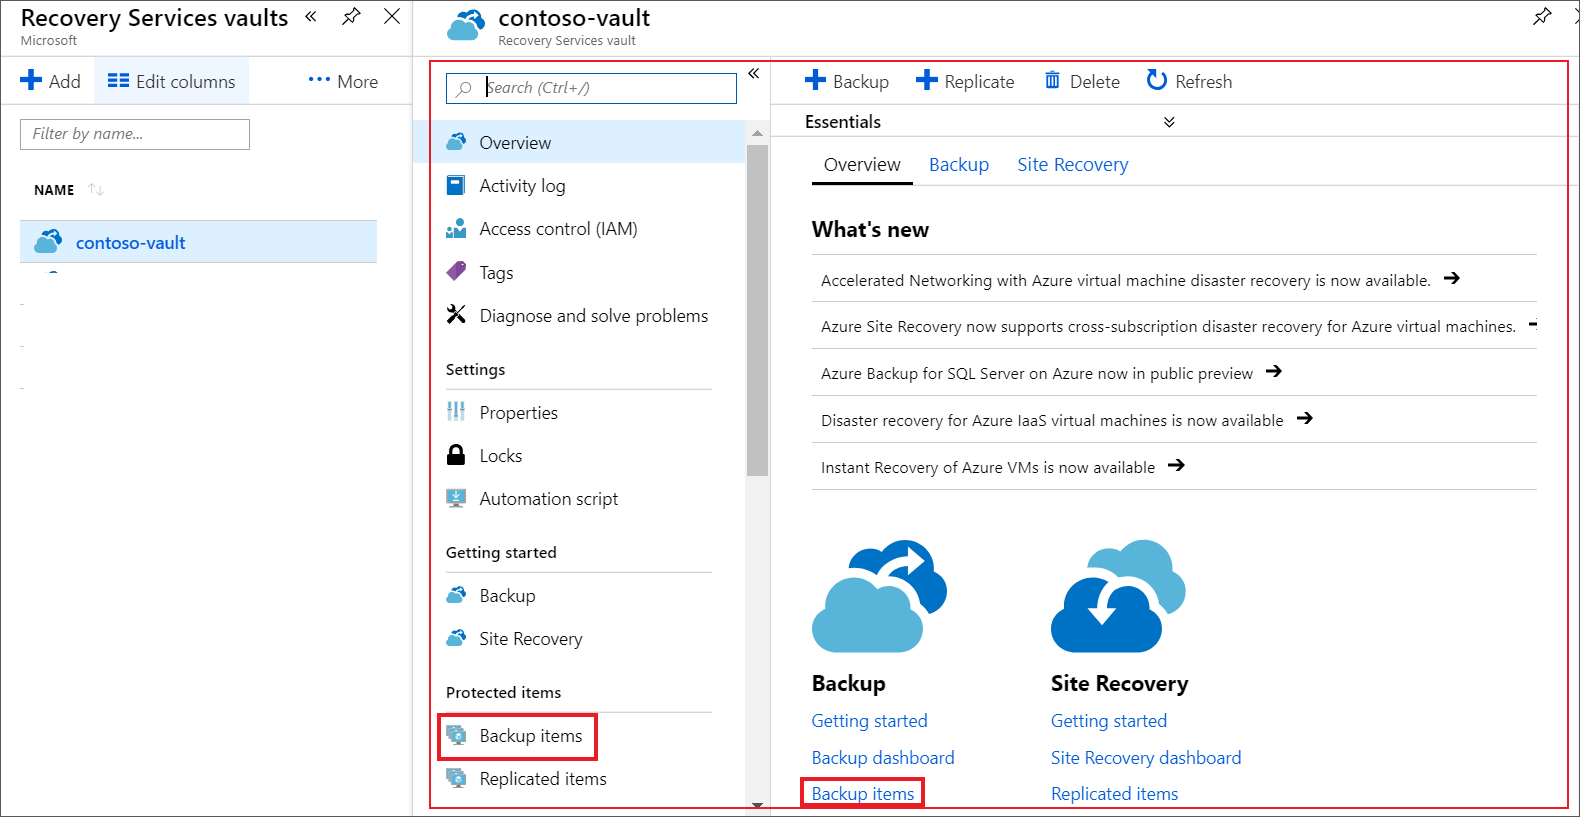 Recovery Services vaults
Microsoft
Add
Edit columns
More
Filter by name...
NAME
contoso-vault
contoso-vault
Recovery Services vault
Search (Ctrl+/)
Overview
Activity log
Access control (IAM)
Tags
Diagnose and solve problems
Settings
Properties
Locks
Automation script
Getting started
Backup
Site Recovery
Protected items
Backup items
Replicated items
Backup
Replicate
Delete
Refresh
Essentials
Overview
Backup
Site Recovery
What's new
Accelerated Networking with Azure virtual machine disaster recovery is now available.
Azure Site Recovery now supports cross-subscription disaster recovery for Azure virtual machines.
Azure Backup for SQL Server on Azure now in public preview
Disaster recovery for Azure IaaS virtual machines is now available
Instant Recovery of Azure VMs is now available
Backup
Getting started
Backup dashboard
Backup items
Site Recovery
Getting started
Site Recovery dashboard
Replicated items